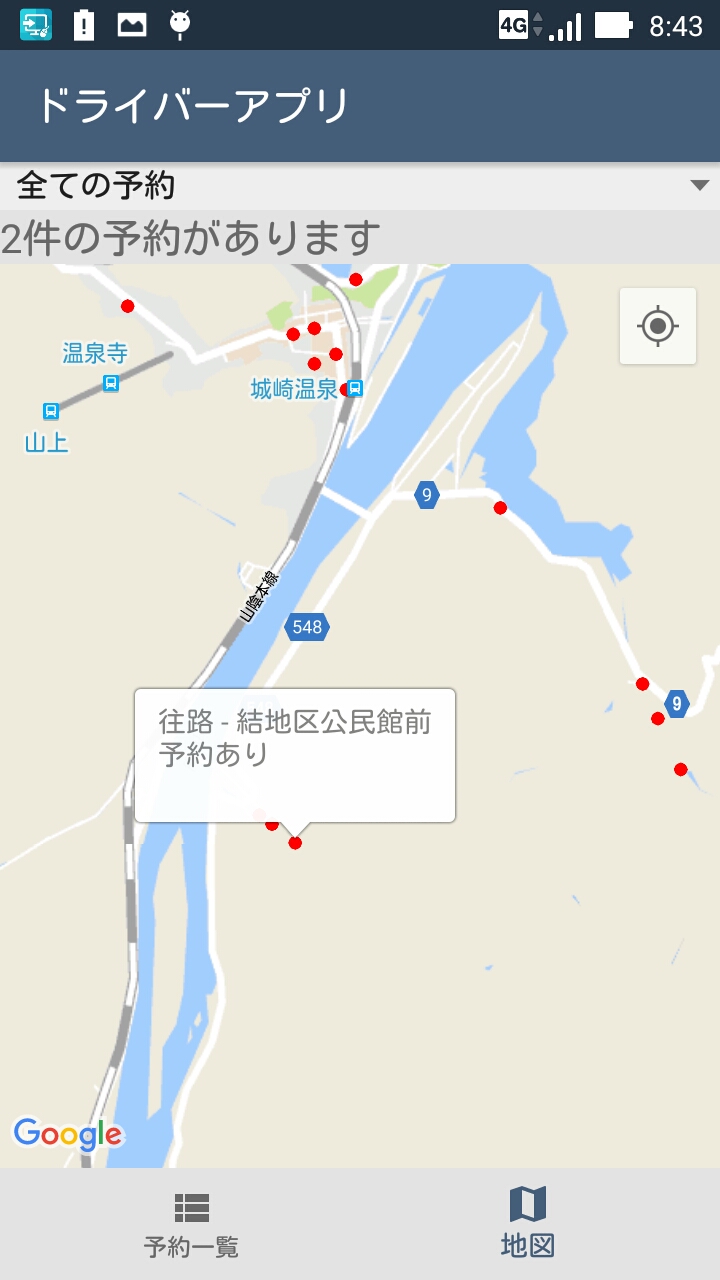 4G 8:43
ドライバーアプリ
全ての予約
2件の予約があります
温泉寺
城崎温泉
山上
9
山陰本線
548
9
往路 - 結地区公民館前
予約あり
Google
予約一覧
地図